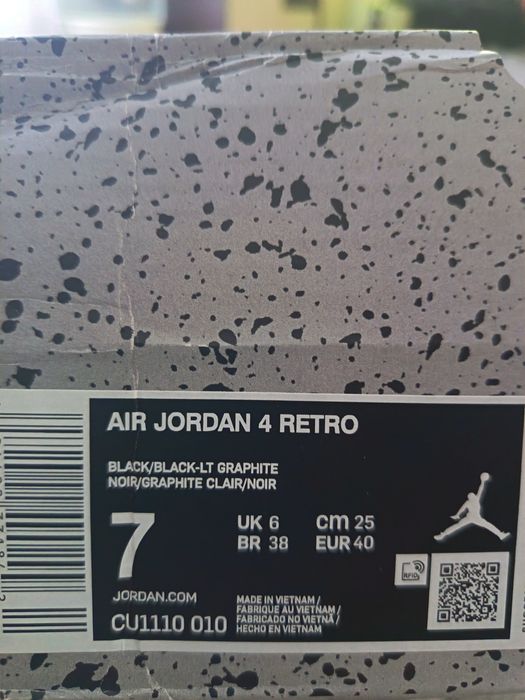 AIR JORDAN 4 RETRO
BLACK/BLACK-LT GRAPHITE
NOIR/GRAPHITE CLAIR/NOIR
7
UK 6 cm 25
BR 38 EUR 40
RFID
JORDAN.COM
CU1110 010
MADE IN VIETNAM /
FABRIQUE AU VIETNAM /
FABRICADO NO VIETNÃ /
HECHO EN VIETNAM